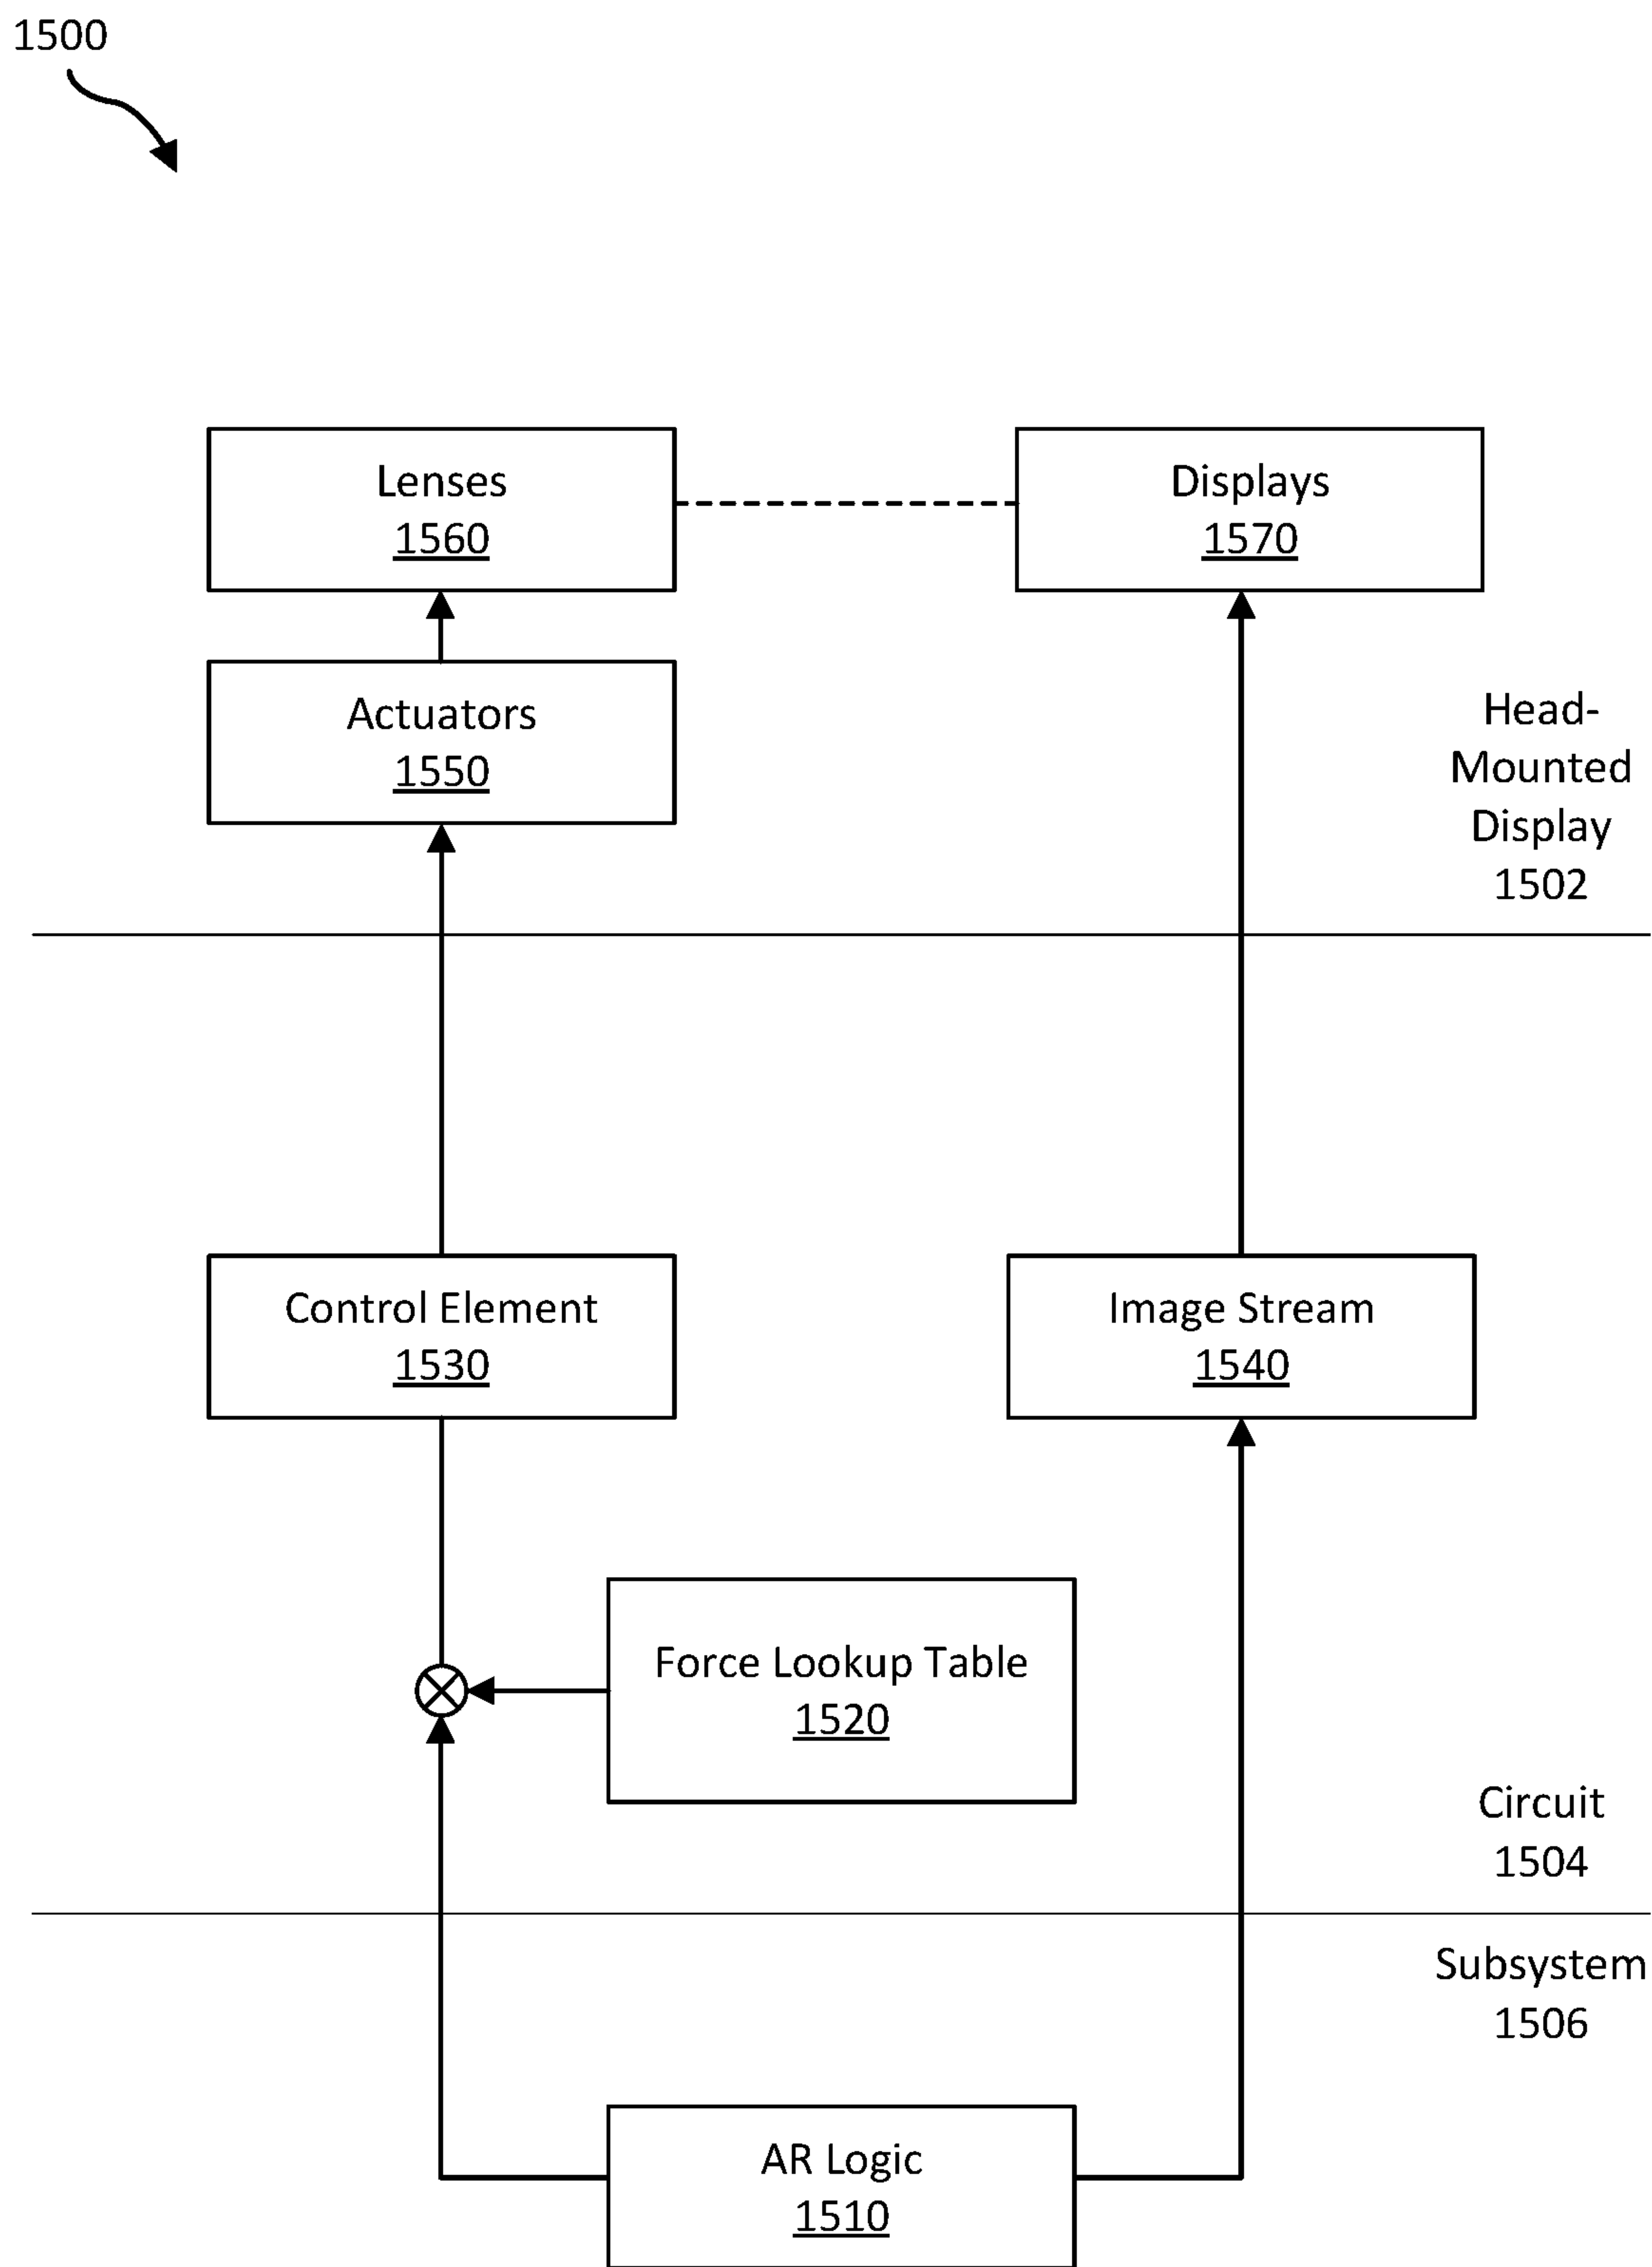 1500
Lenses
1560
Displays
1570
Actuators
1550
Head-
Mounted
Display
1502
Control Element
1530
Image Stream
1540
Force Lookup Table
1520
Circuit
1504
Subsystem
1506
AR Logic
1510